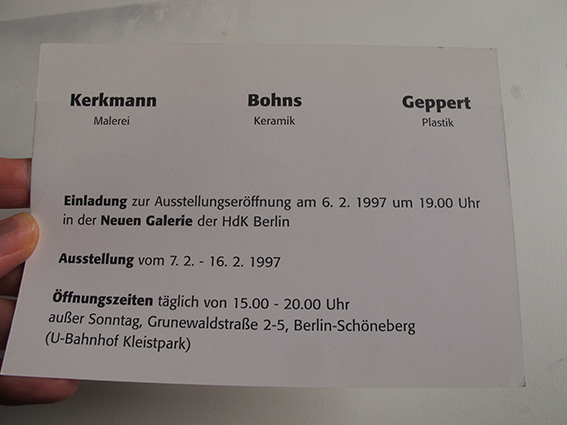 Kerkmann Bohns Geppert
Malerei Keramik Plastik
Einladung zur Ausstellungseröffnung am 6. 2. 1997 um 19.00 Uhr
in der Neuen Galerie der HdK Berlin
Ausstellung vom 7. 2. - 16. 2. 1997
Öffnungszeiten täglich von 15.00 - 20.00 Uhr
außer Sonntag, Grunewaldstraße 2-5, Berlin-Schöneberg
(U-Bahnhof Kleistpark)